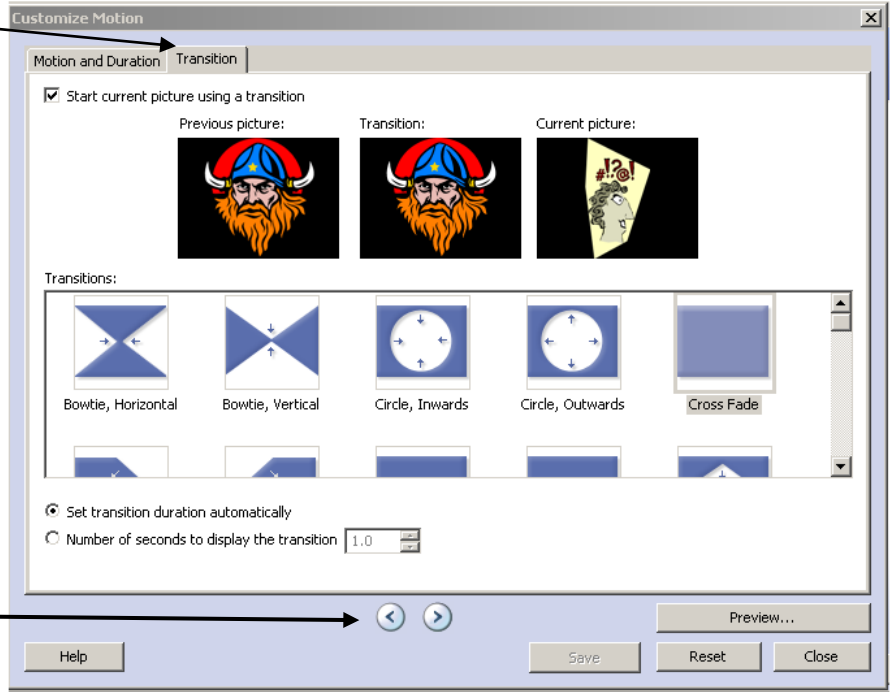 Customize Motion
Motion and Duration Transition
Start current picture using a transition
Previous picture: Transition: Current picture:
#!?@!
Transitions:
Bowtie, Horizontal Bowtie, Vertical Circle, Inwards Circle, Outwards Cross Fade
Set transition duration automatically
Number of seconds to display the transition 1.0
Preview...
Help Save Reset Close